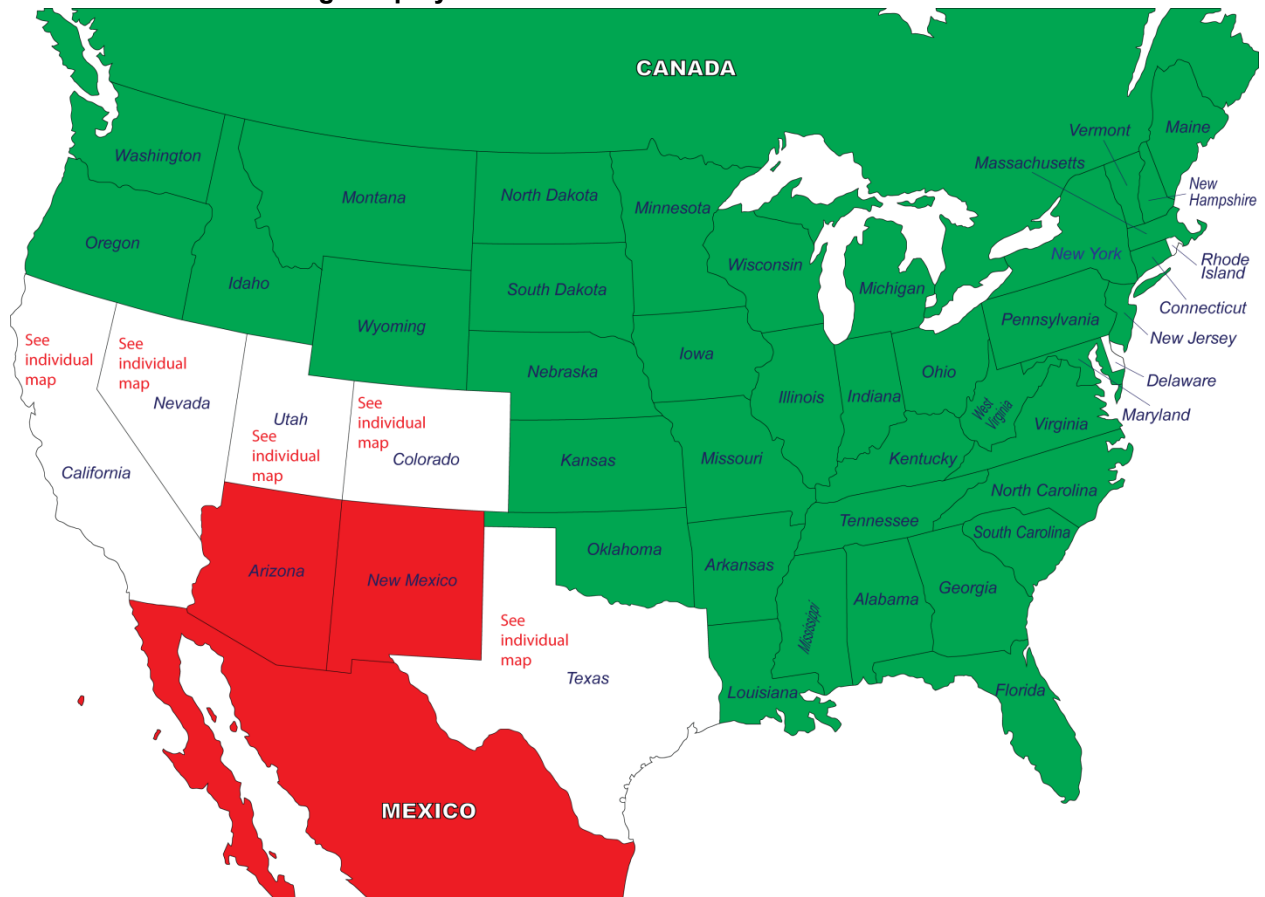 CANADA
Vermont
Maine
Washington
Massachusetts
Montana
North Dakota
Minnesota
New
Hampshire
Oregon
New York
Rhode
Island
Wisconsin
Idaho
South Dakota
Michigan
Connecticut
Wyoming
Pennsylvania
New Jersey
See
individual
map
See
individual
map
Iowa
Nebraska
Ohio
Delaware
Nevada
Illinois
Indiana
West
Virginia
Maryland
See
individual
map
Utah
See
individual
map
Virginia
Colorado
Kansas
Missouri
Kentucky
California
North Carolina
Tennessee
South Carolina
Oklahoma
Arkansas
Arizona
New Mexico
Georgia
Alabama
Mississippi
See
individual
map
Texas
Louisiana
Florida
MEXICO